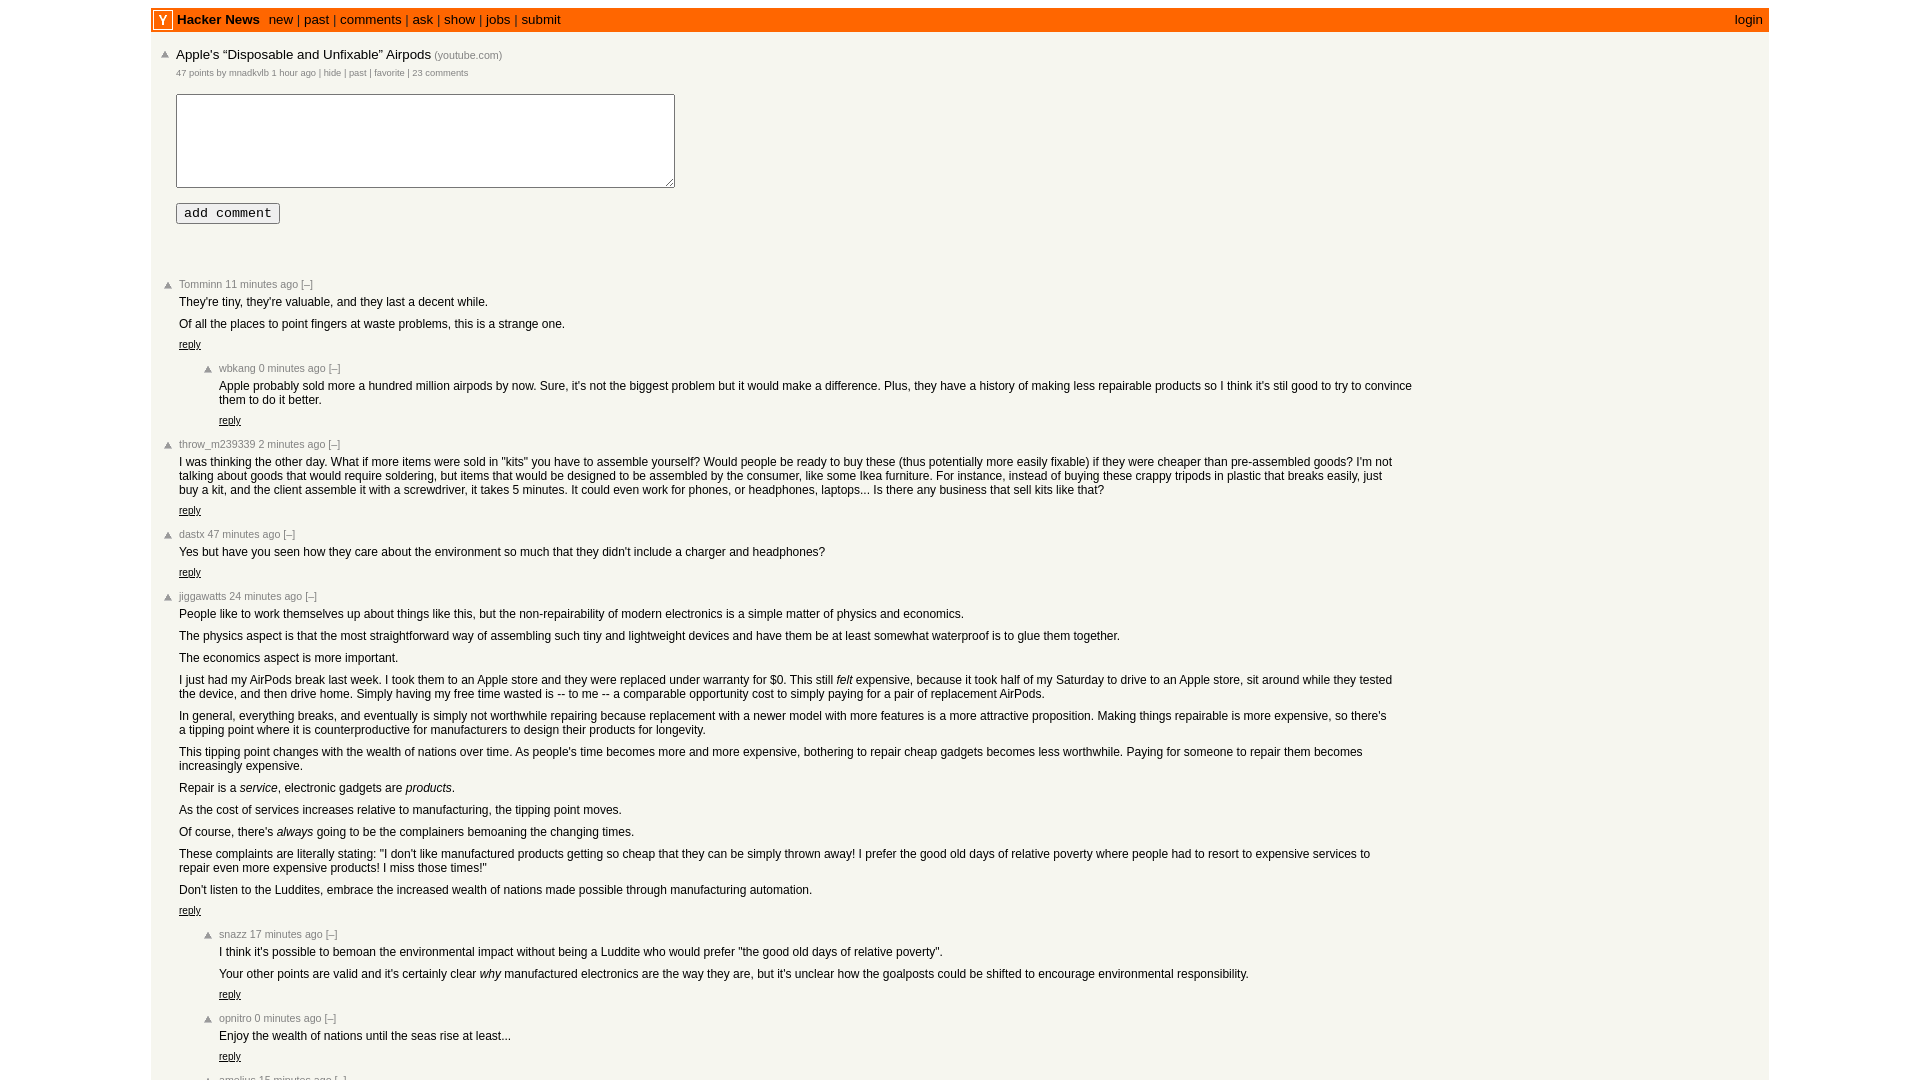 Y Hacker News new | past | comments | ask | show | jobs | submit login
Apple's “Disposable and Unfixable” Airpods (youtube.com)
47 points by mnadkvlb 1 hour ago | hide | past | favorite | 23 comments
add comment
Tomminn 11 minutes ago [–]
They're tiny, they're valuable, and they last a decent while.
Of all the places to point fingers at waste problems, this is a strange one.
reply
wbkang 0 minutes ago [–]
Apple probably sold more a hundred million airpods by now. Sure, it's not the biggest problem but it would make a difference. Plus, they have a history of making less repairable products so I think it's stil good to try to convince
them to do it better.
reply
throw_m239339 2 minutes ago [–]
I was thinking the other day. What if more items were sold in "kits" you have to assemble yourself? Would people be ready to buy these (thus potentially more easily fixable) if they were cheaper than pre-assembled goods? I'm not
talking about goods that would require soldering, but items that would be designed to be assembled by the consumer, like some Ikea furniture. For instance, instead of buying these crappy tripods in plastic that breaks easily, just
buy a kit, and the client assemble it with a screwdriver, it takes 5 minutes. It could even work for phones, or headphones, laptops... Is there any business that sell kits like that?
reply
dastx 47 minutes ago [–]
Yes but have you seen how they care about the environment so much that they didn't include a charger and headphones?
reply
jiggawatts 24 minutes ago [–]
People like to work themselves up about things like this, but the non-repairability of modern electronics is a simple matter of physics and economics.
The physics aspect is that the most straightforward way of assembling such tiny and lightweight devices and have them be at least somewhat waterproof is to glue them together.
The economics aspect is more important.
I just had my AirPods break last week. I took them to an Apple store and they were replaced under warranty for $0. This still felt expensive, because it took half of my Saturday to drive to an Apple store, sit around while they tested
the device, and then drive home. Simply having my free time wasted is -- to me -- a comparable opportunity cost to simply paying for a pair of replacement AirPods.
In general, everything breaks, and eventually is simply not worthwhile repairing because replacement with a newer model with more features is a more attractive proposition. Making things repairable is more expensive, so there's
a tipping point where it is counterproductive for manufacturers to design their products for longevity.
This tipping point changes with the wealth of nations over time. As people's time becomes more and more expensive, bothering to repair cheap gadgets becomes less worthwhile. Paying for someone to repair them becomes
increasingly expensive.
Repair is a service, electronic gadgets are products.
As the cost of services increases relative to manufacturing, the tipping point moves.
Of course, there's always going to be the complainers bemoaning the changing times.
These complaints are literally stating: "I don't like manufactured products getting so cheap that they can be simply thrown away! I prefer the good old days of relative poverty where people had to resort to expensive services to
repair even more expensive products! I miss those times!"
Don't listen to the Luddites, embrace the increased wealth of nations made possible through manufacturing automation.
reply
snazz 17 minutes ago [–]
I think it's possible to bemoan the environmental impact without being a Luddite who would prefer "the good old days of relative poverty".
Your other points are valid and it's certainly clear why manufactured electronics are the way they are, but it's unclear how the goalposts could be shifted to encourage environmental responsibility.
reply
opnitro 0 minutes ago [–]
Enjoy the wealth of nations until the seas rise at least...
reply